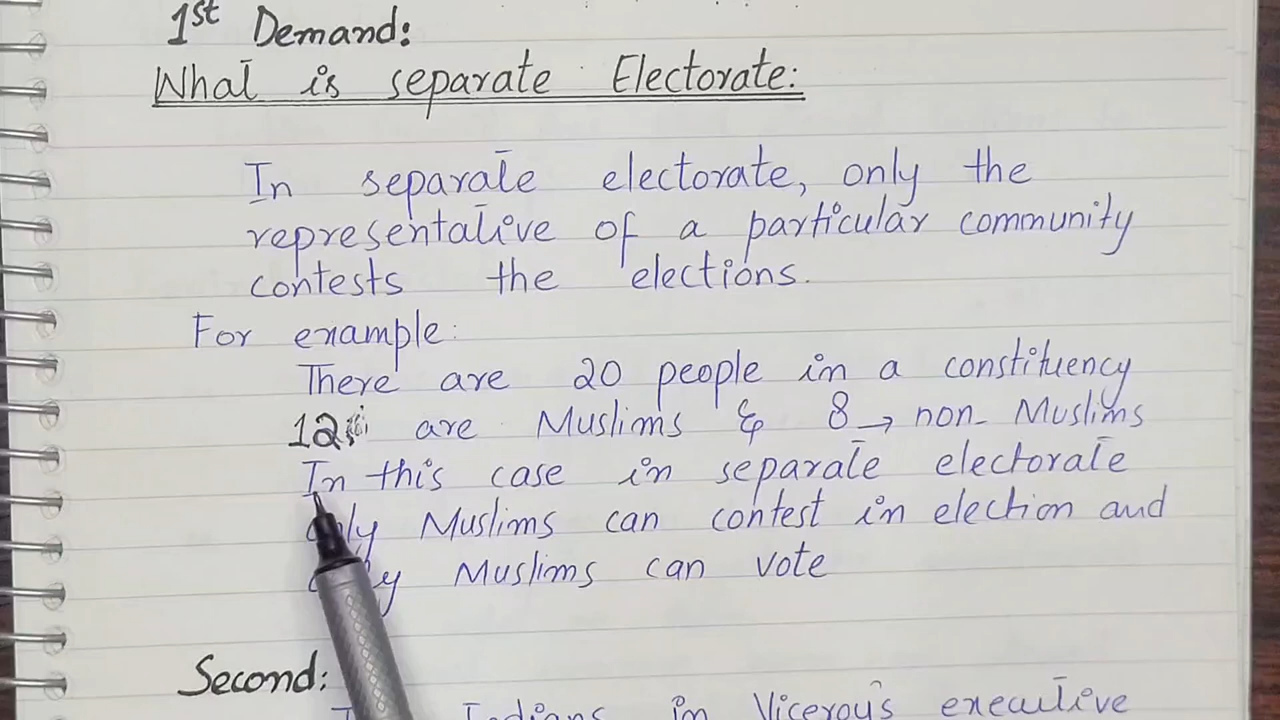 1st Demand:
What is separate Electorate:
In separate electorate, only the
representative of a particular community
contests the elections.
For example:
There are 20 people in a constituency
12 are Muslims & 8 → non-Muslims
In this case in separate electorate
only Muslims can contest in election and
only Muslims can vote
Second:
Indians in Viceroy's executive